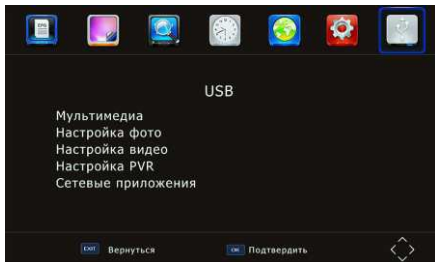 USB
Мультимедиа
Настройка фото
Настройка видео
Настройка PVR
Сетевые приложения
EXIT Вернуться OK Подтвердить